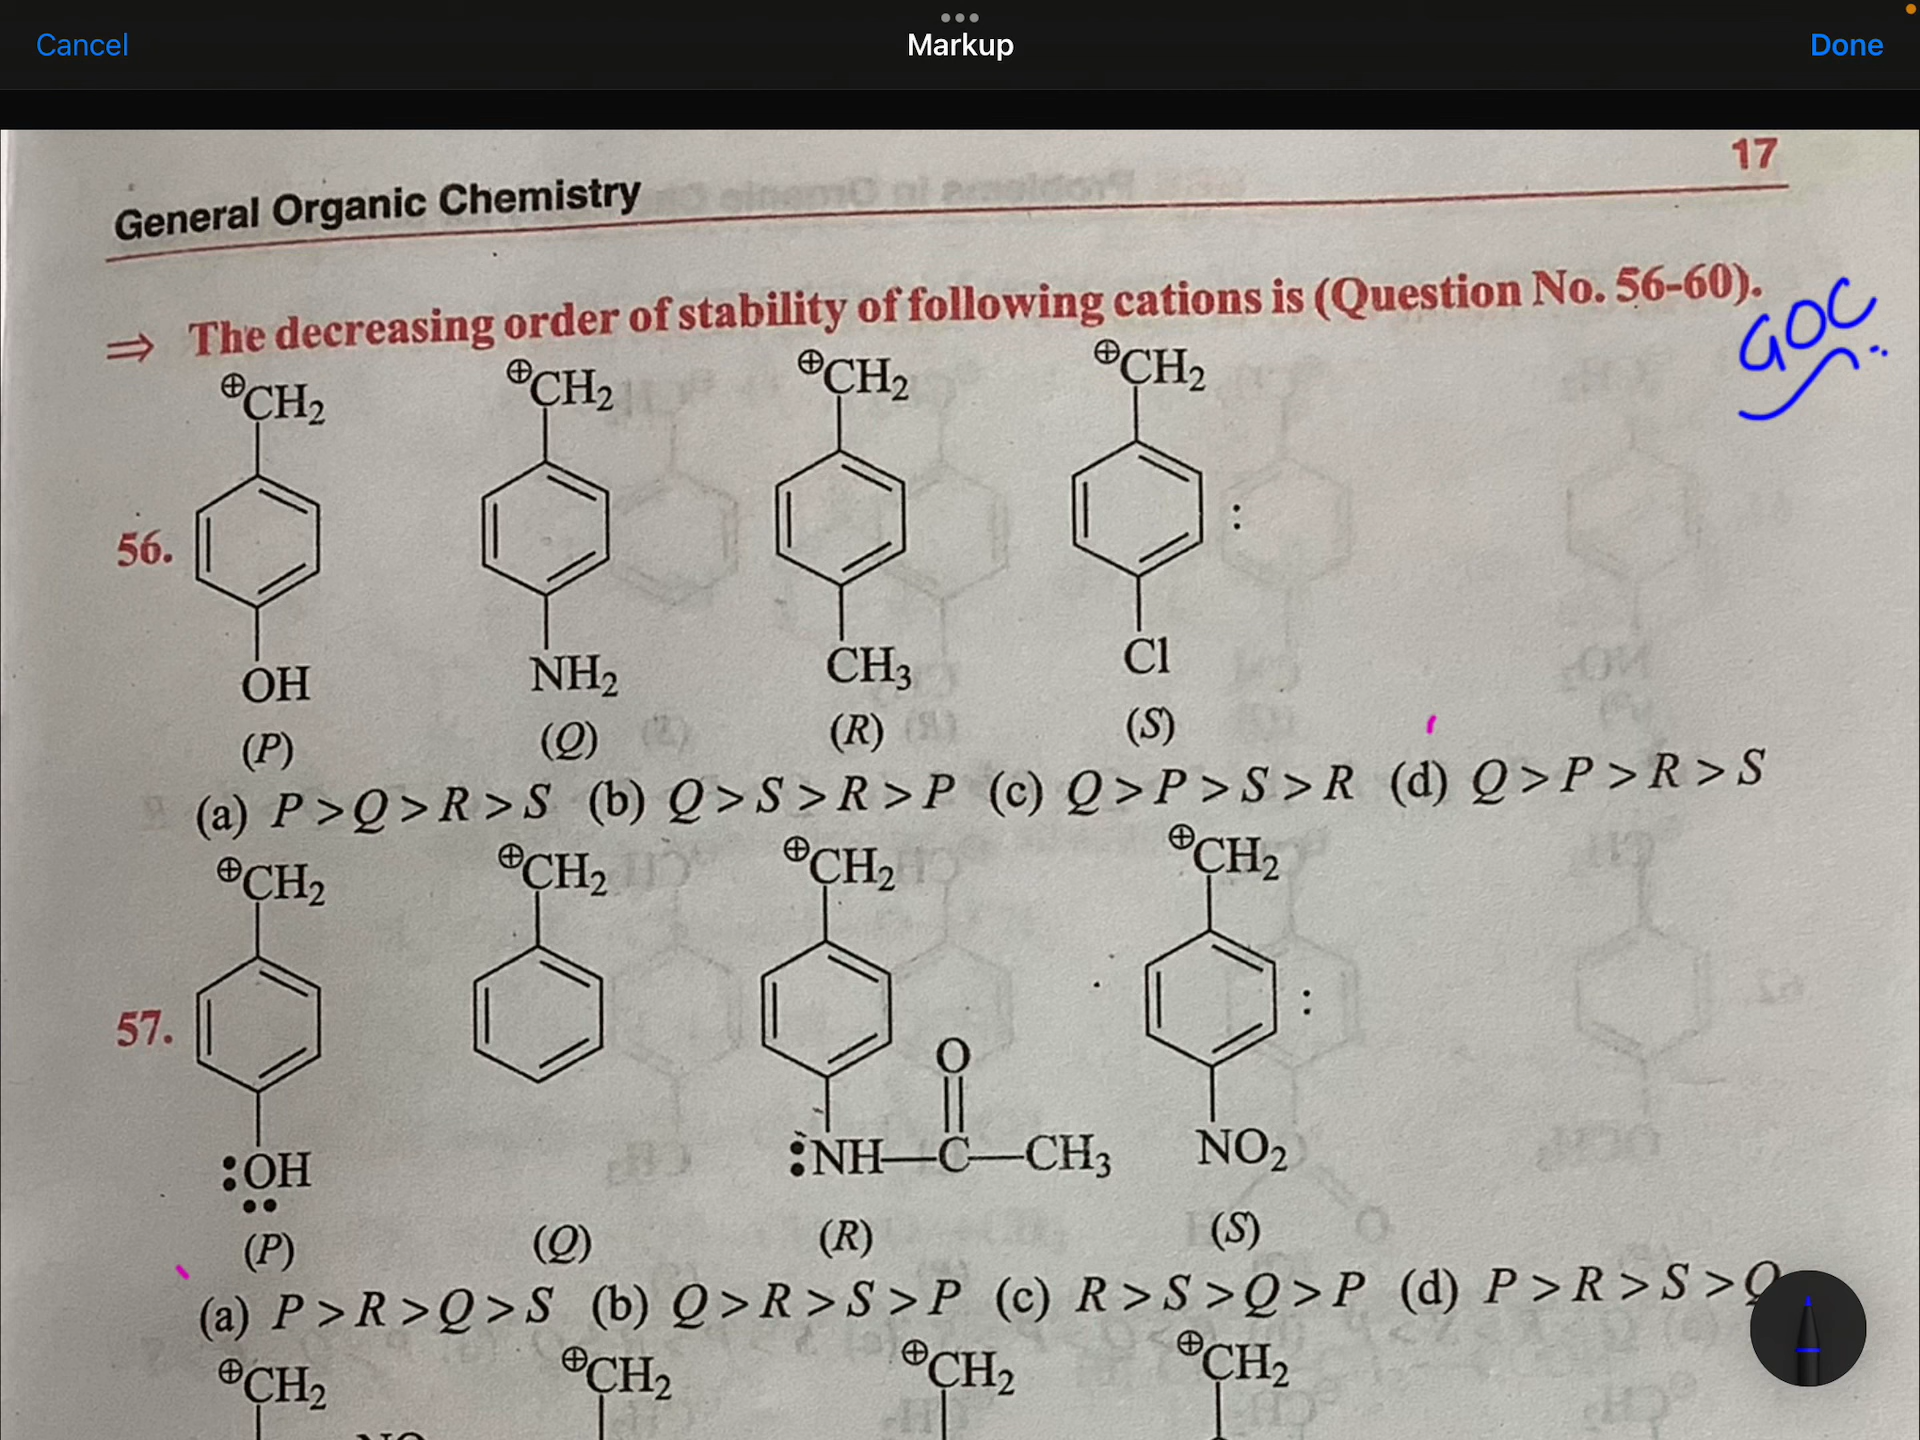 Cancel
Markup
Done
17
General Organic Chemistry
⇒ The decreasing order of stability of following cations is (Question No. 56-60).
GOC
⊕CH₂ ⊕CH₂ ⊕CH₂ ⊕CH₂
56. :
OH NH₂ CH₃ Cl
(P) (Q) (R) (S)
(a) P > Q > R > S (b) Q > S > R > P (c) Q > P > S > R (d) Q > P > R > S
⊕CH₂ ⊕CH₂ ⊕CH₂ ⊕CH₂
57. :
O
:OH :NH—C—CH₃ NO₂
(P) (Q) (R) (S)
(a) P > R > Q > S (b) Q > R > S > P (c) R > S > Q > P (d) P > R > S > Q
⊕CH₂ ⊕CH₂ ⊕CH₂ ⊕CH₂